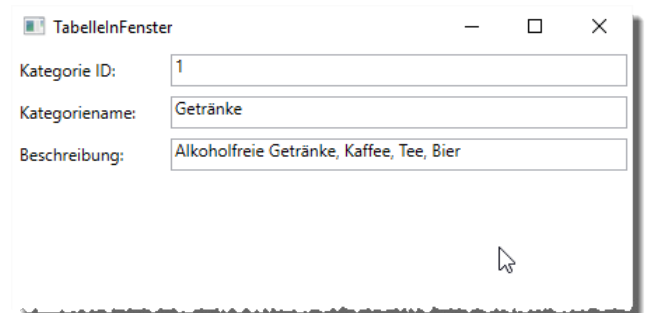 TabelleInFenster
Kategorie ID: 1
Kategoriename: Getränke
Beschreibung: Alkoholfreie Getränke, Kaffee, Tee, Bier